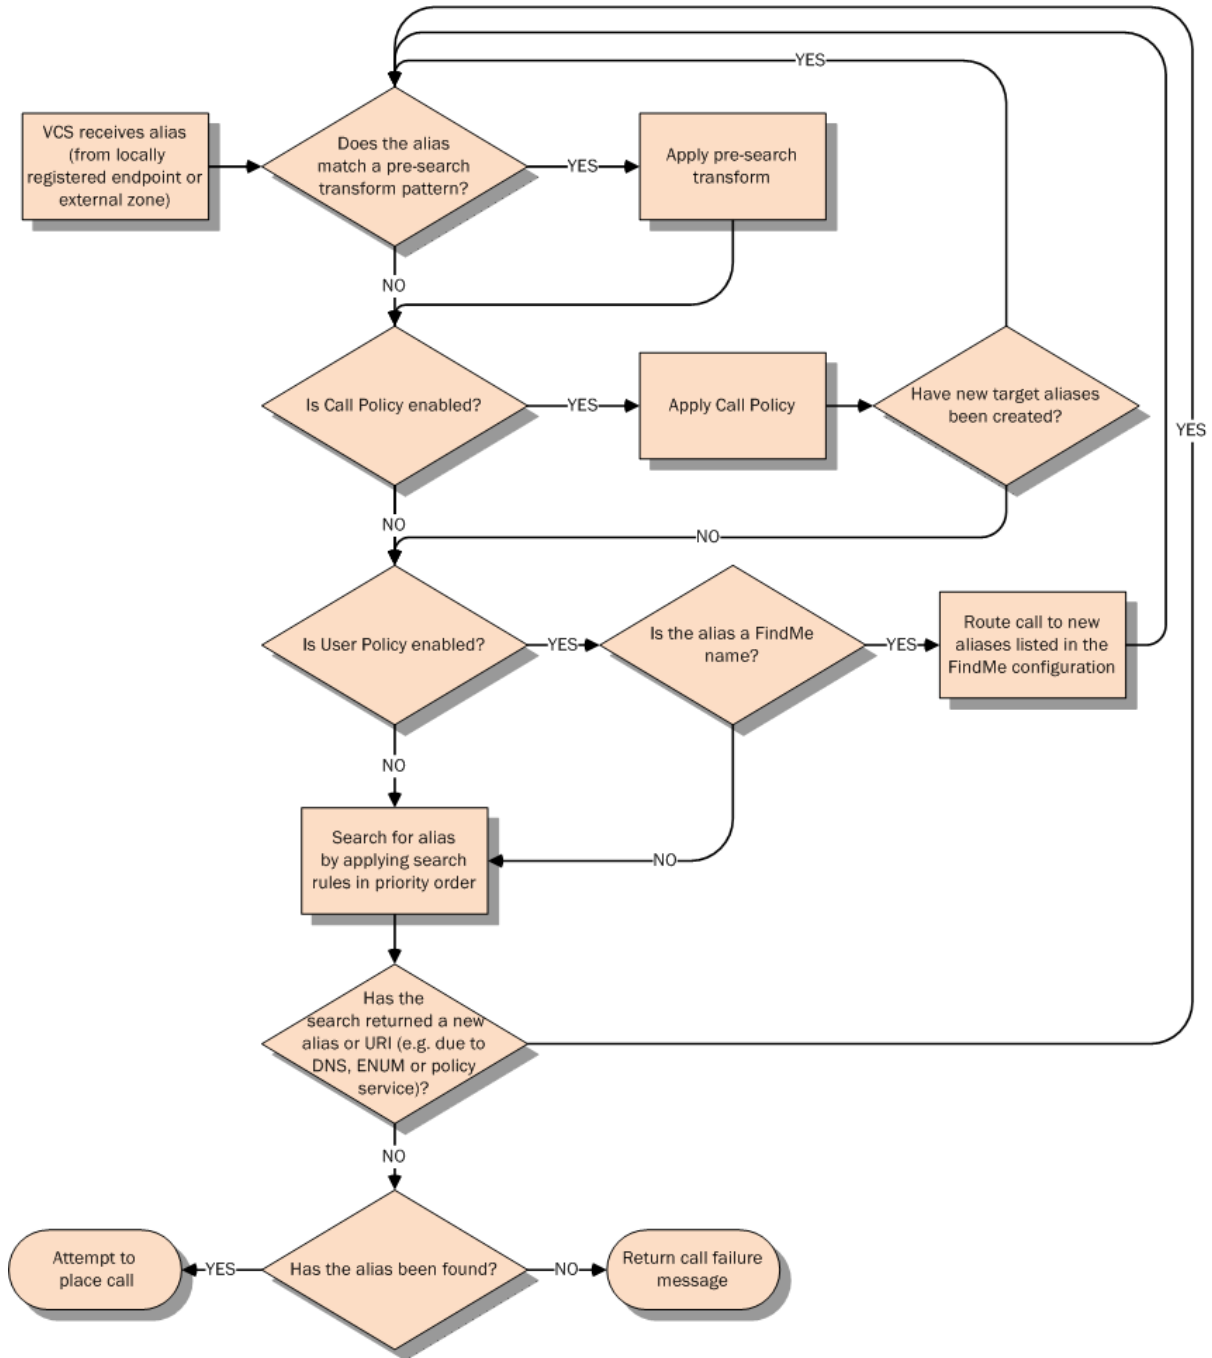 YES
VCS receives alias
(from locally
registered endpoint or
external zone)
Does the alias
match a pre-search
transform pattern?
YES
Apply pre-search
transform
NO
Is Call Policy enabled?
YES
Apply Call Policy
Have new target aliases
been created?
YES
NO
NO
Is User Policy enabled?
YES
Is the alias a FindMe
name?
YES
Route call to new
aliases listed in the
FindMe configuration
NO
Search for alias
by applying search
rules in priority order
NO
Has the
search returned a new
alias or URI (e.g. due to
DNS, ENUM or policy
service)?
NO
Attempt to
place call
YES
Has the alias been found?
NO
Return call failure
message